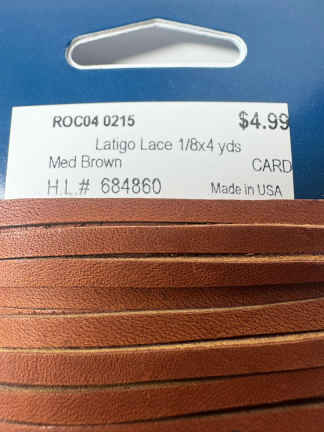 ROC04 0215 $4.99
Latigo Lace 1/8x4 yds
Med Brown CARD
H.L.# 684860 Made in USA